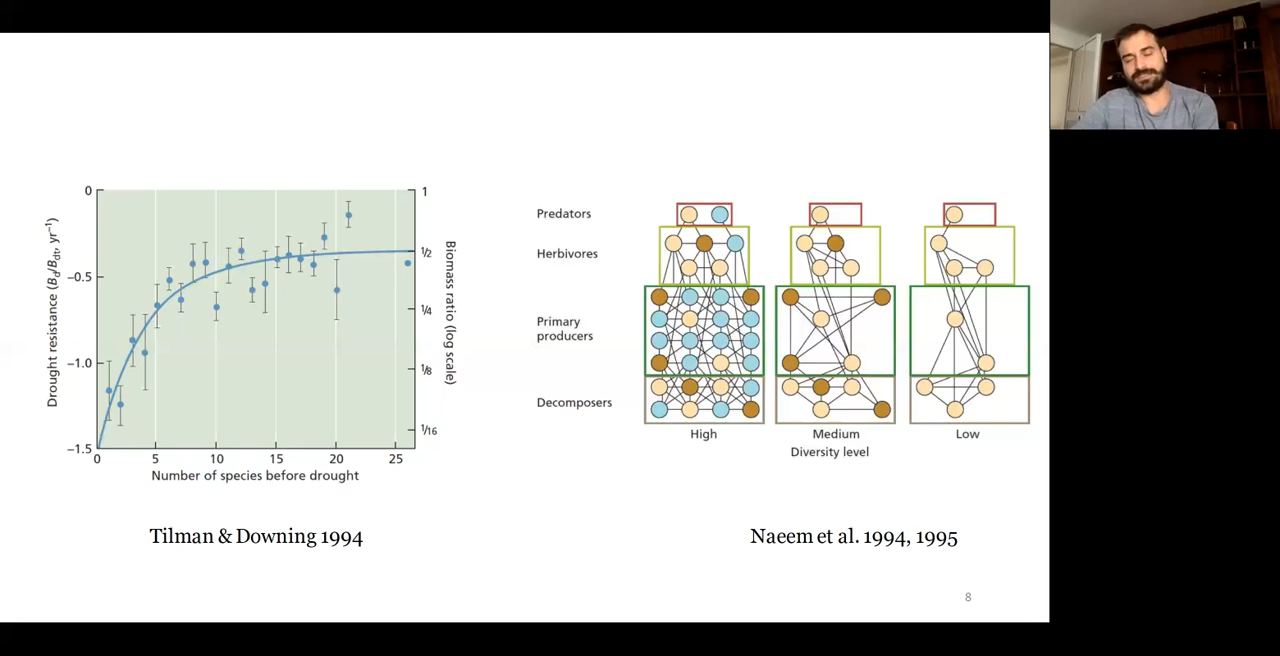 0
−0.5
−1.0
−1.5
Drought resistance (Bd/Bdt, yr−1)
0
5
10
15
20
25
Number of species before drought
1
1/2
1/4
1/8
1/16
Biomass ratio (log scale)
Tilman & Downing 1994
Predators
Herbivores
Primary
producers
Decomposers
High
Medium
Low
Diversity level
Naeem et al. 1994, 1995
8